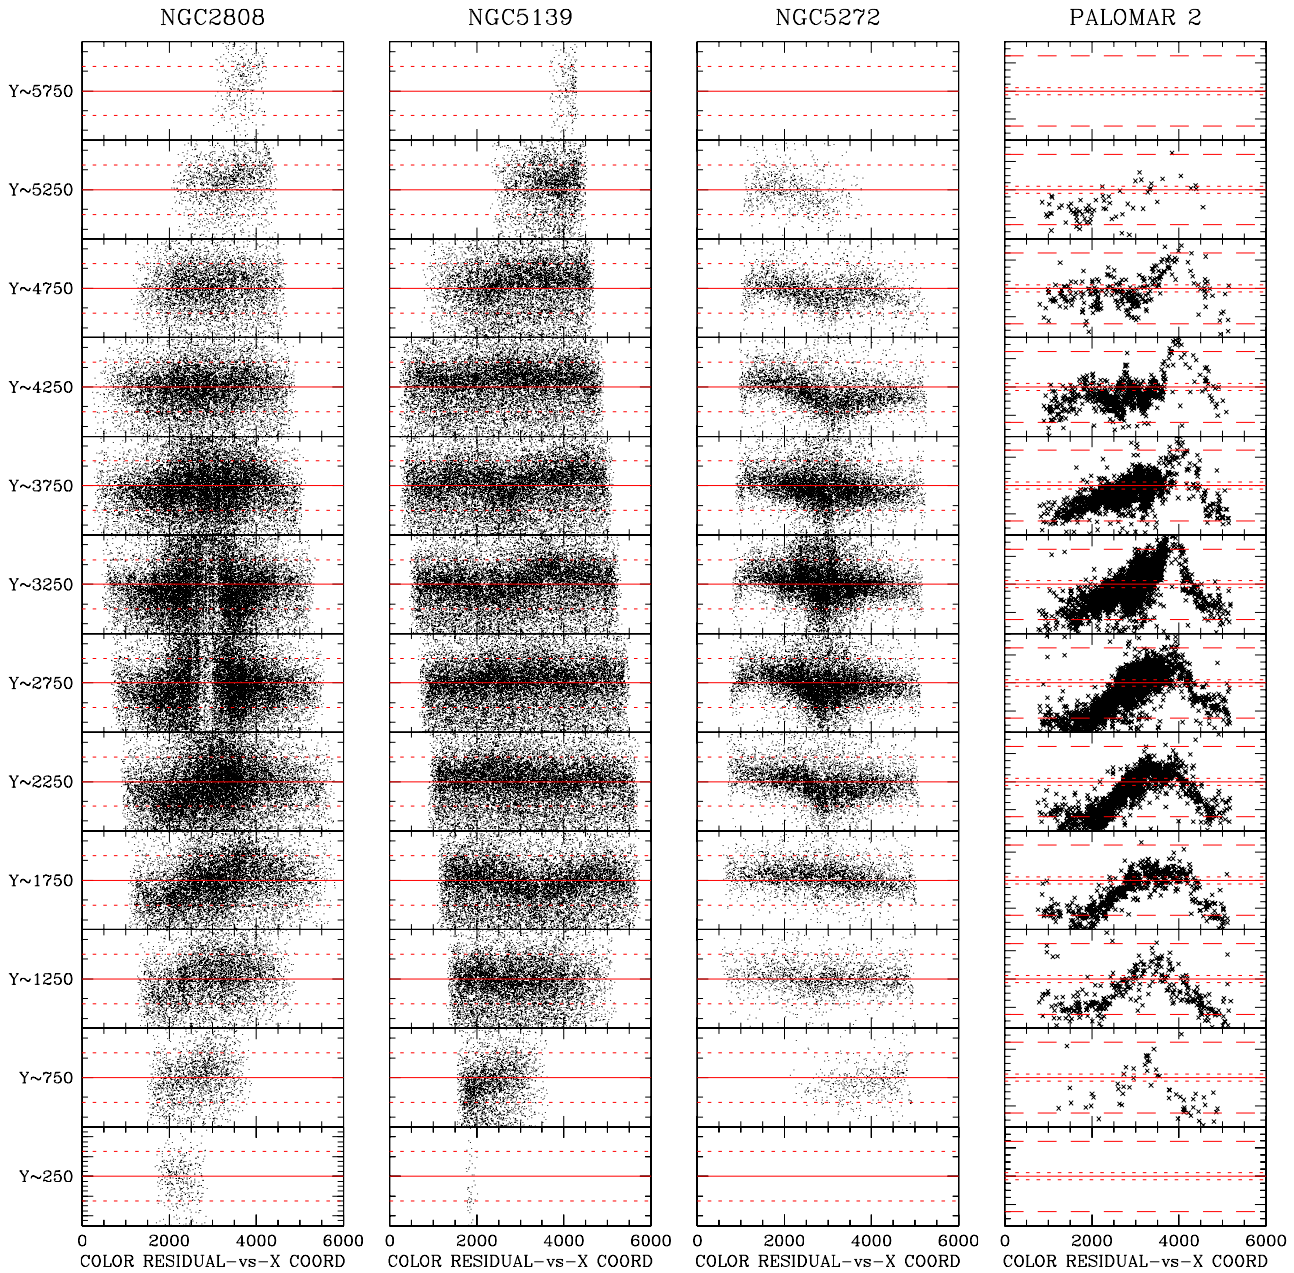 NGC2808 NGC5139 NGC5272 PALOMAR 2
Y~5750
Y~5250
Y~4750
Y~4250
Y~3750
Y~3250
Y~2750
Y~2250
Y~1750
Y~1250
Y~750
Y~250
0 2000 4000 6000 0 2000 4000 6000 0 2000 4000 6000 0 2000 4000 6000
COLOR RESIDUAL-vs-X COORD COLOR RESIDUAL-vs-X COORD COLOR RESIDUAL-vs-X COORD COLOR RESIDUAL-vs-X COORD